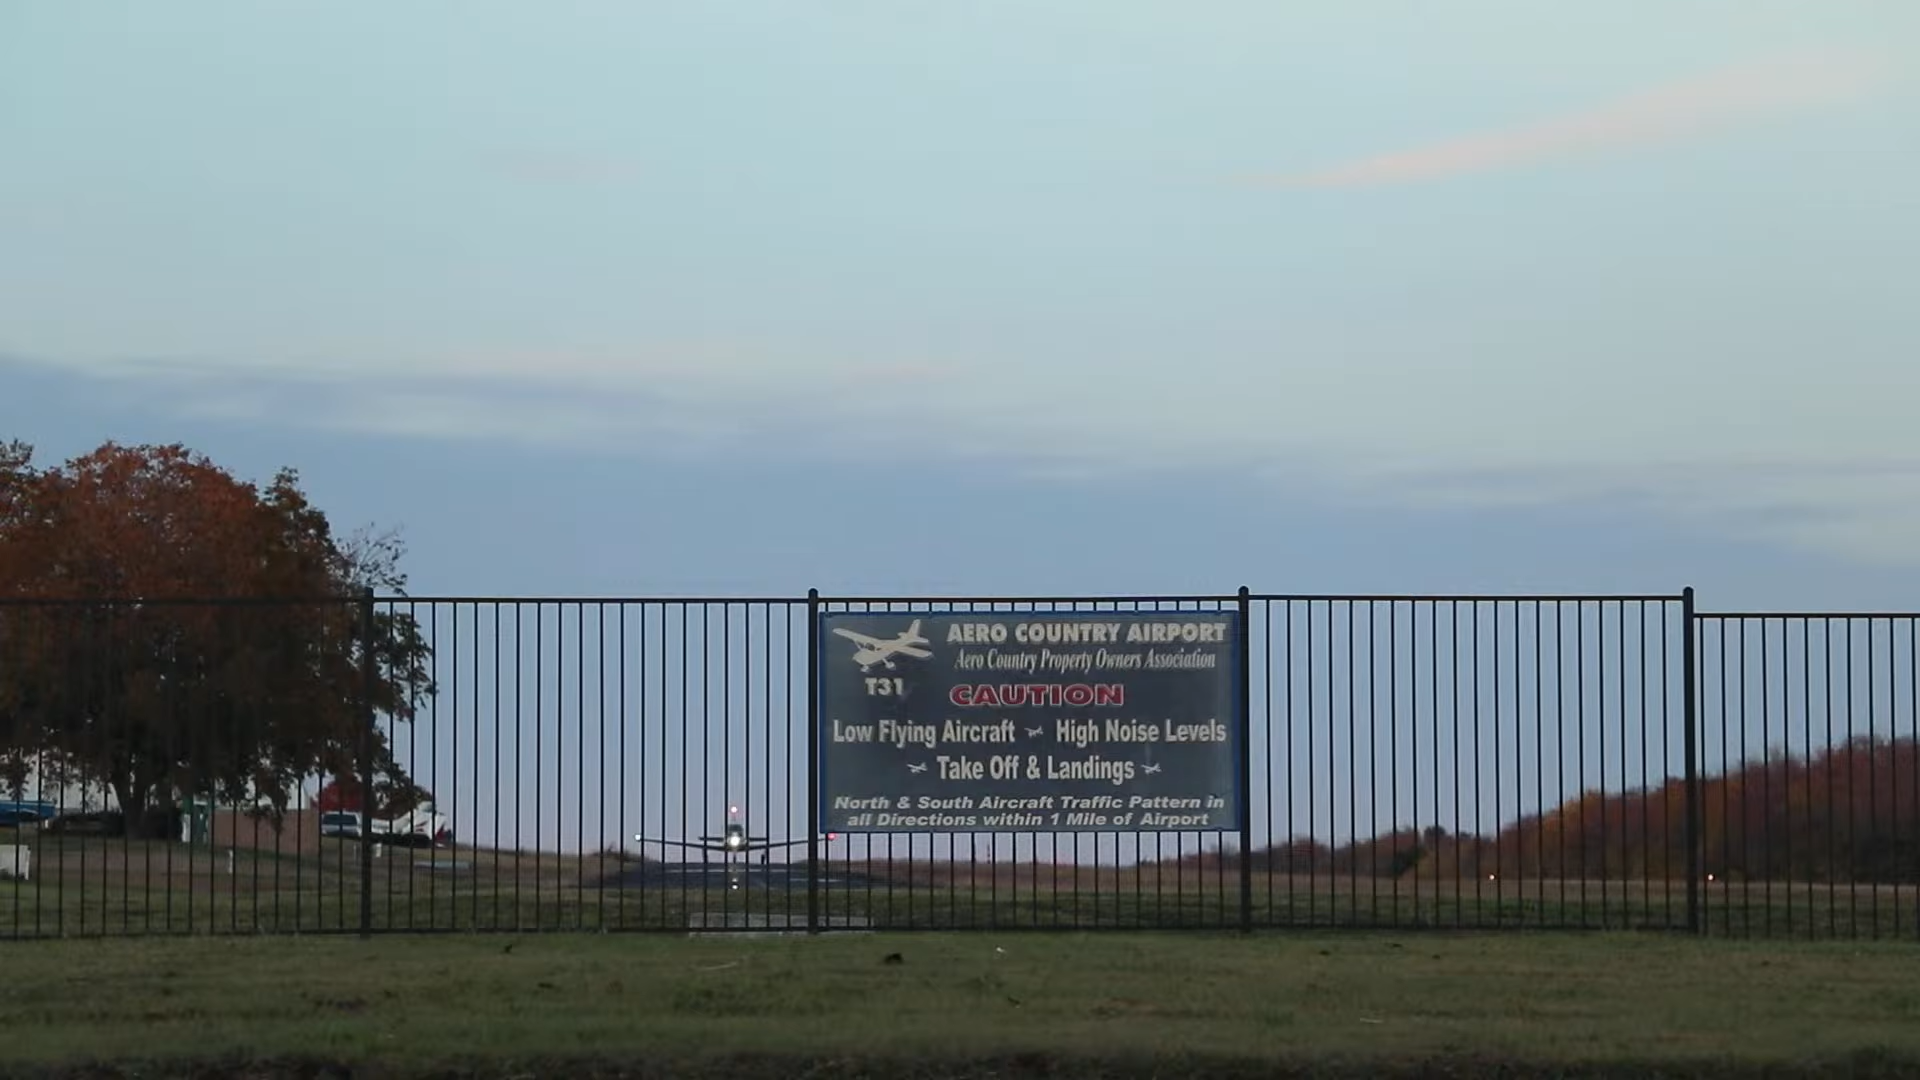 AERO COUNTRY AIRPORT
Aero Country Property Owners Association
T31
CAUTION
Low Flying Aircraft High Noise Levels
Take Off & Landings
North & South Aircraft Traffic Pattern in
all Directions within 1 Mile of Airport